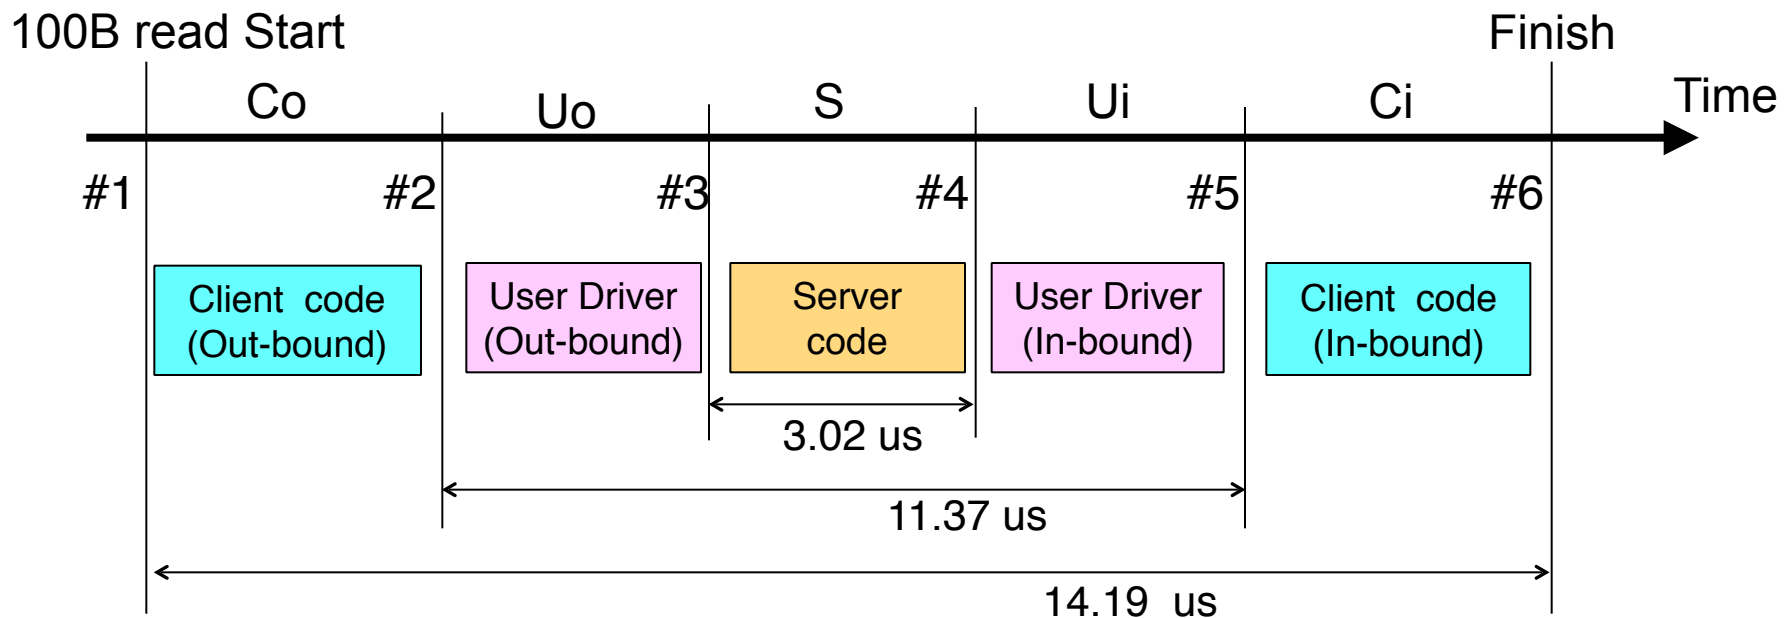 100B read Start
Finish
Co
Uo
S
Ui
Ci
Time
#1
#2
#3
#4
#5
#6
Client code
(Out-bound)
User Driver
(Out-bound)
Server
code
User Driver
(In-bound)
Client code
(In-bound)
3.02 us
11.37 us
14.19 us